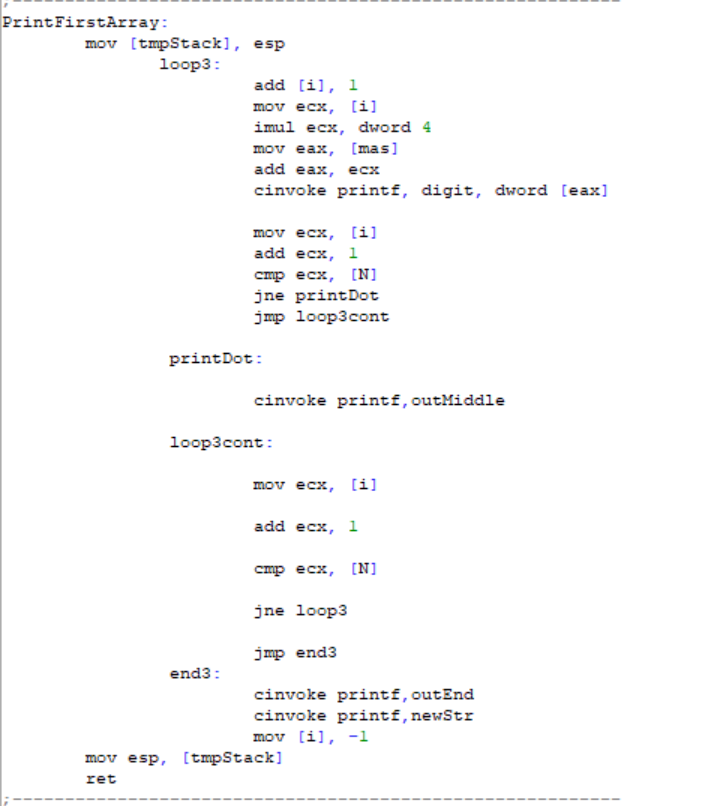 ;----------------------------------------------------------
PrintFirstArray:
mov [tmpStack], esp
loop3:
add [i], 1
mov ecx, [i]
imul ecx, dword 4
mov eax, [mas]
add eax, ecx
cinvoke printf, digit, dword [eax]
mov ecx, [i]
add ecx, 1
cmp ecx, [N]
jne printDot
jmp loop3cont
printDot:
cinvoke printf,outMiddle
loop3cont:
mov ecx, [i]
add ecx, 1
cmp ecx, [N]
jne loop3
jmp end3
end3:
cinvoke printf,outEnd
cinvoke printf,newStr
mov [i], -1
mov esp, [tmpStack]
ret
;----------------------------------------------------------